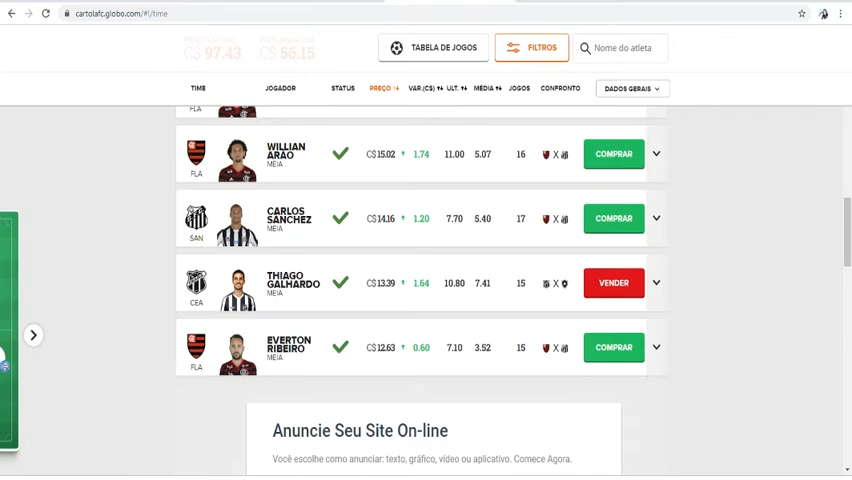 cartolafc.globo.com/#!/time
C$ 97.43
C$ 56.15
TABELA DE JOGOS
FILTROS
Nome do atleta
TIME JOGADOR STATUS PREÇO VAR.(C$) ULT. MÉDIA JOGOS CONFRONTO DADOS GERAIS
FLA
WILLIAN
ARÃO
MEIA
FLA
C$15.02 1.74 11.00 5.07 16 X COMPRAR
CARLOS
SÁNCHEZ
MEIA
SAN
C$14.16 1.20 7.70 5.40 17 X COMPRAR
THIAGO
GALHARDO
MEIA
CEA
C$13.39 1.64 10.80 7.41 15 X VENDER
EVERTON
RIBEIRO
MEIA
FLA
C$12.63 0.60 7.10 3.52 15 X COMPRAR
Anuncie Seu Site On-line
Você escolhe como anunciar: texto, gráfico, vídeo ou aplicativo. Comece Agora.